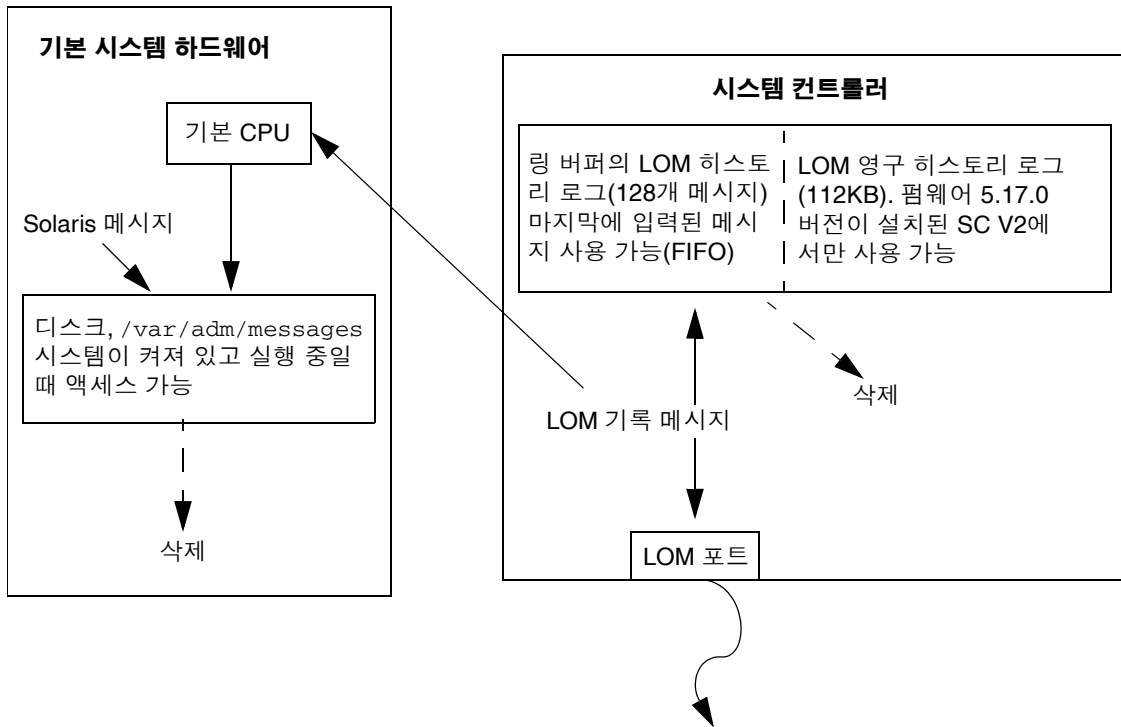 기본 시스템 하드웨어
기본 CPU
Solaris 메시지
디스크, /var/adm/messages
시스템이 켜져 있고 실행 중일
때 액세스 가능
삭제
시스템 컨트롤러
링 버퍼의 LOM 히스토
리 로그(128개 메시지)
마지막에 입력된 메시
지 사용 가능(FIFO)
LOM 영구 히스토리 로그
(112KB). 펌웨어 5.17.0
버전이 설치된 SC V2에
서만 사용 가능
삭제
LOM 기록 메시지
LOM 포트